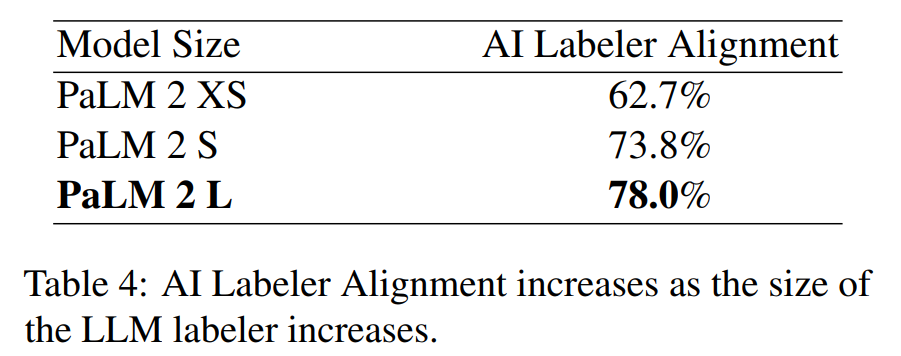 Model Size AI Labeler Alignment
PaLM 2 XS 62.7%
PaLM 2 S 73.8%
PaLM 2 L 78.0%
Table 4: AI Labeler Alignment increases as the size of
the LLM labeler increases.